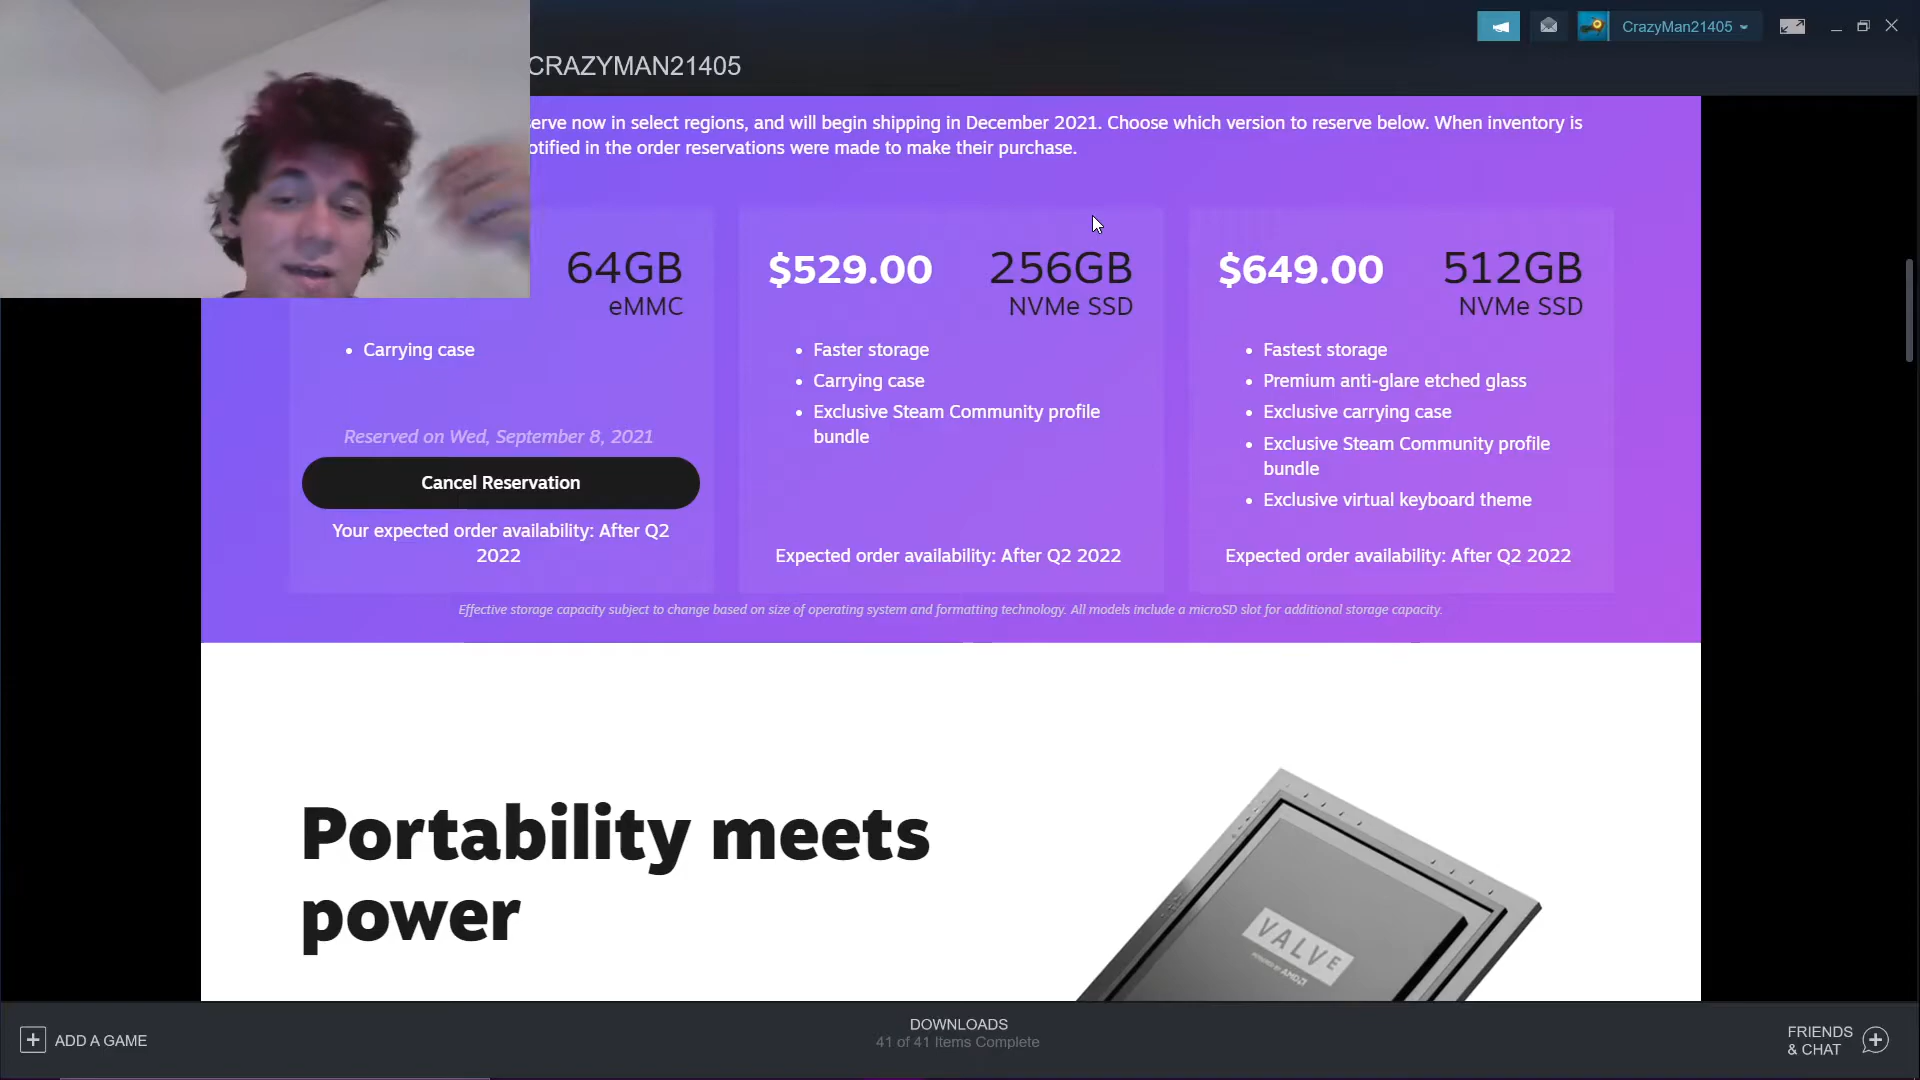 CrazyMan21405
CRAZYMAN21405
serve now in select regions, and will begin shipping in December 2021. Choose which version to reserve below. When inventory is
otified in the order reservations were made to make their purchase.
64GB
eMMC
Carrying case
Reserved on Wed, September 8, 2021
Cancel Reservation
Your expected order availability: After Q2
2022
$529.00
256GB
NVMe SSD
Faster storage
Carrying case
Exclusive Steam Community profile
bundle
Expected order availability: After Q2 2022
$649.00
512GB
NVMe SSD
Fastest storage
Premium anti-glare etched glass
Exclusive carrying case
Exclusive Steam Community profile
bundle
Exclusive virtual keyboard theme
Expected order availability: After Q2 2022
Effective storage capacity subject to change based on size of operating system and formatting technology. All models include a microSD slot for additional storage capacity.
Portability meets
power
VALVE
POWERED BY AMD
ADD A GAME
DOWNLOADS
41 of 41 Items Complete
FRIENDS
& CHAT